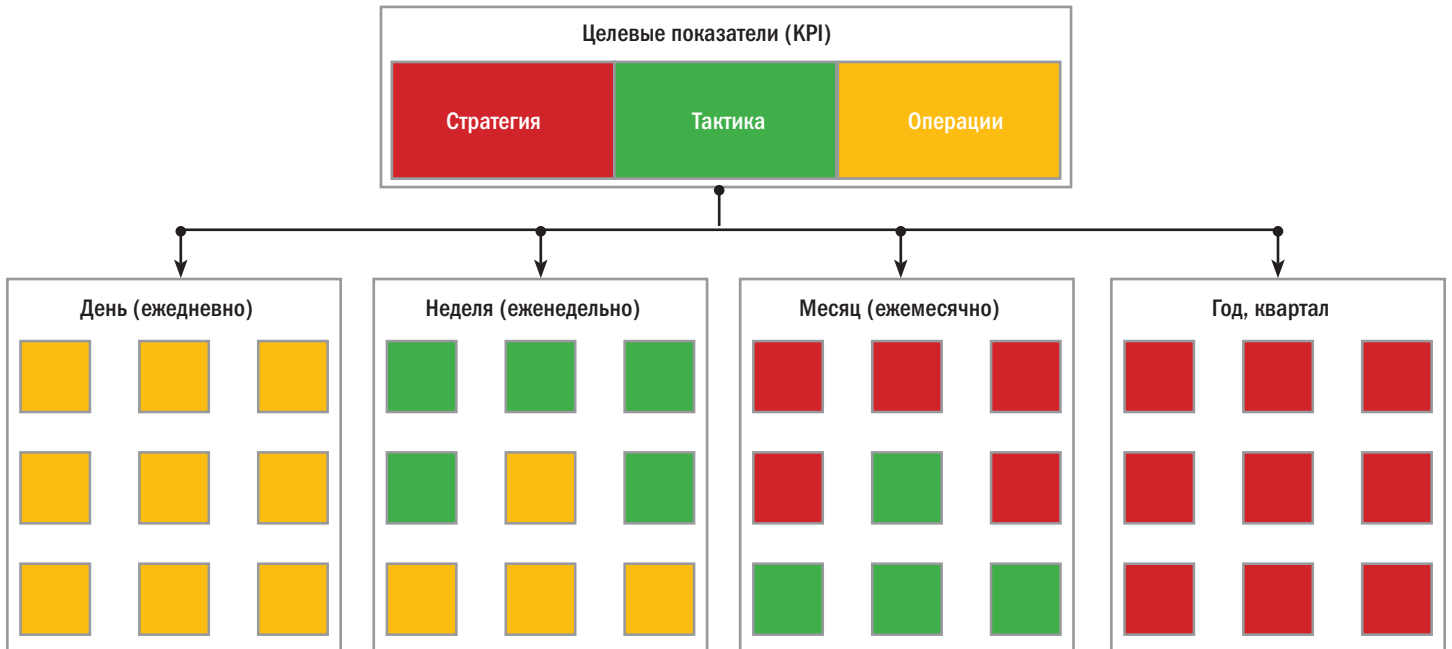 Целевые показатели (KPI)
Стратегия
Тактика
Операции
День (ежедневно)
Неделя (еженедельно)
Месяц (ежемесячно)
Год, квартал